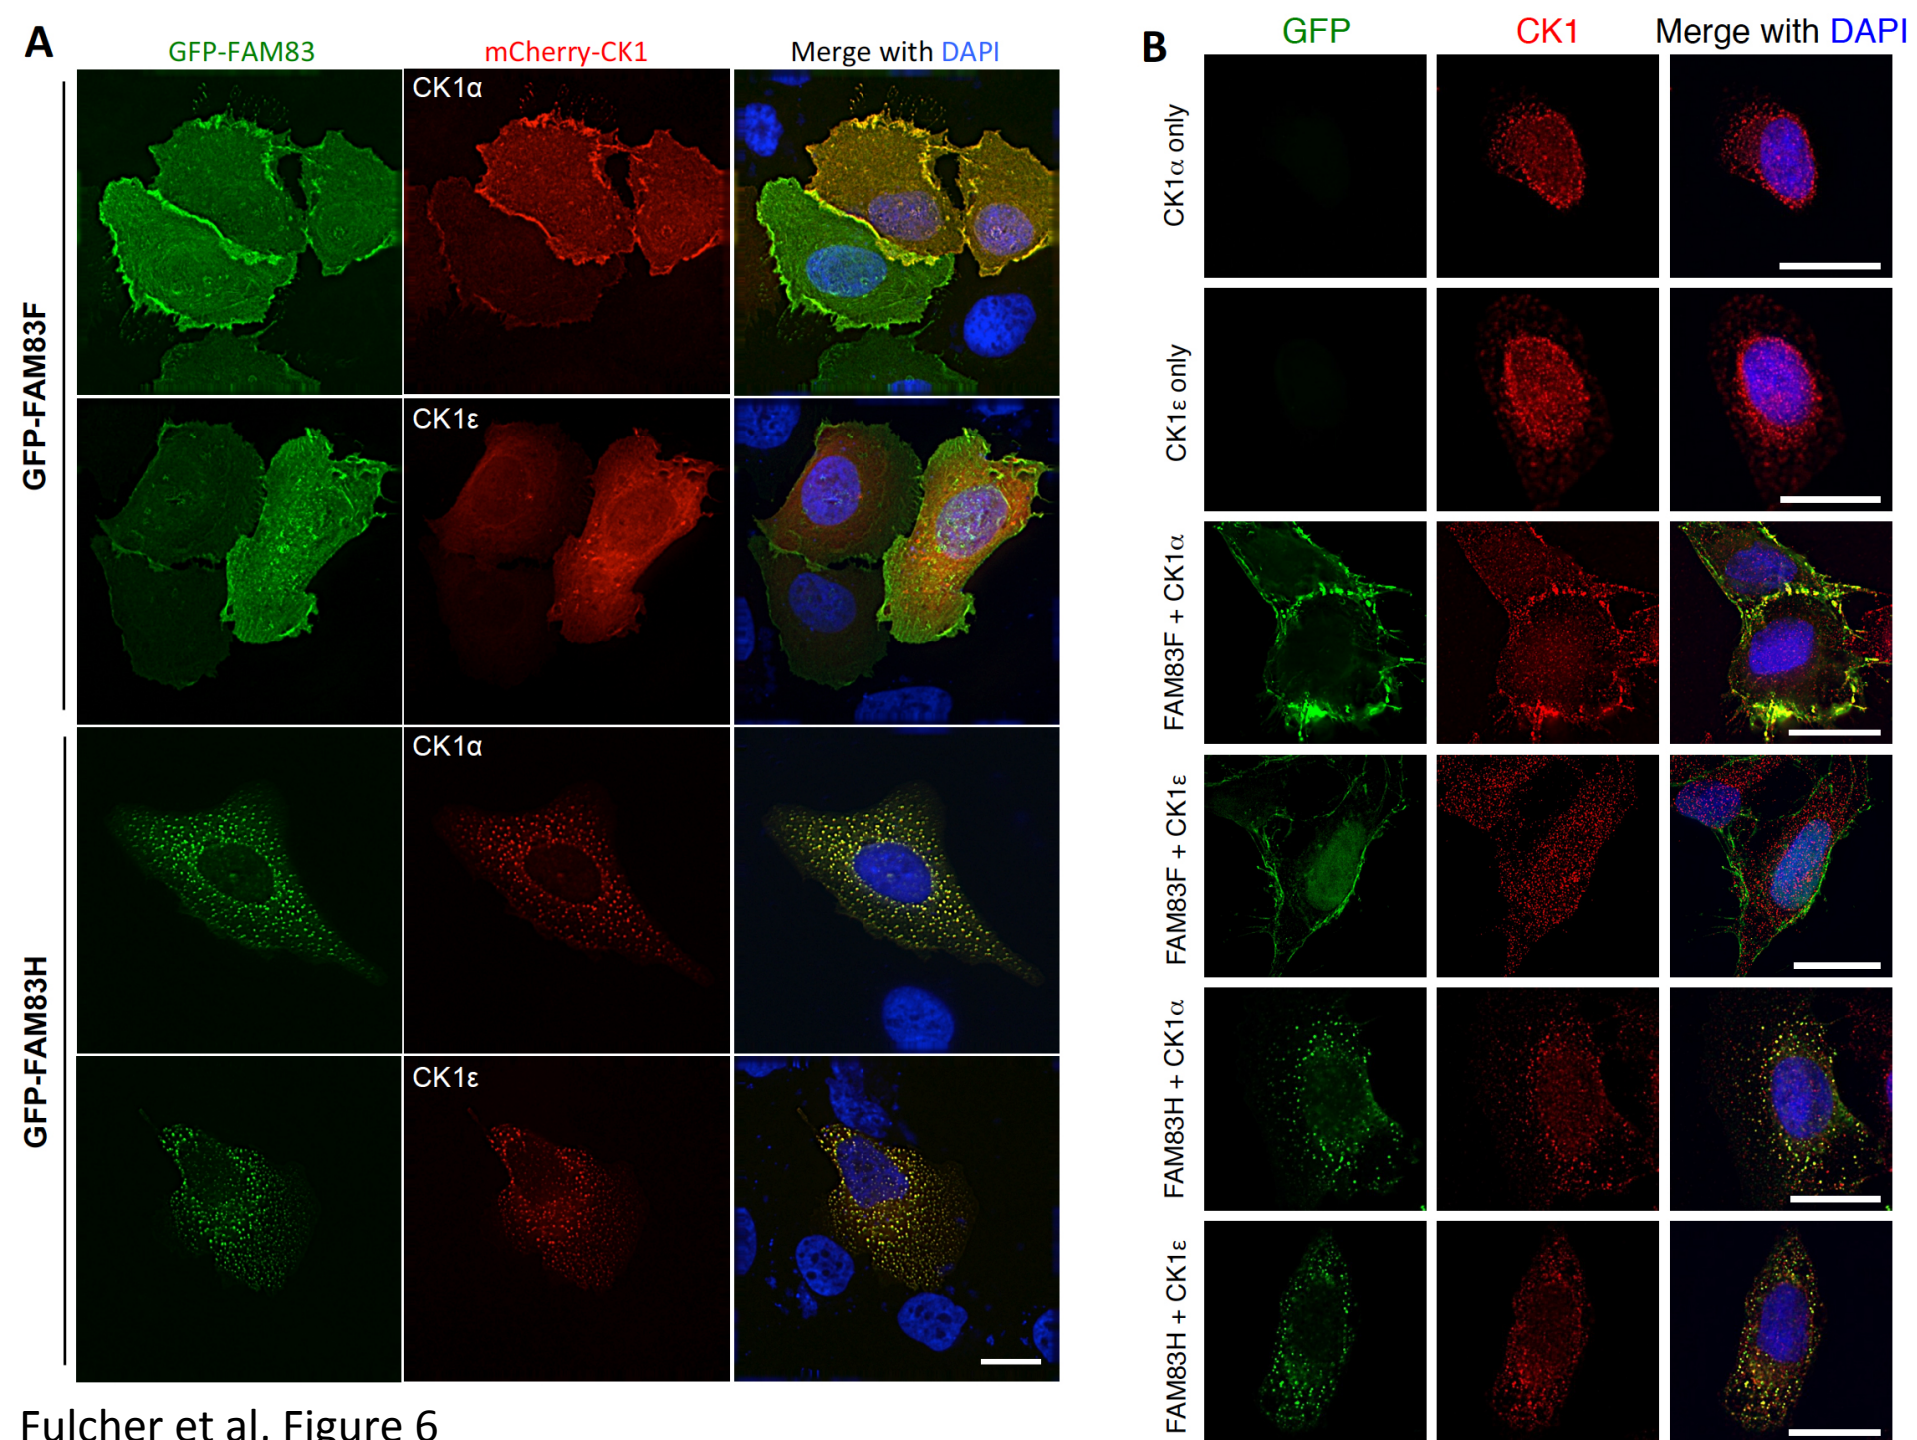 A
GFP-FAM83
mCherry-CK1
Merge with DAPI
GFP-FAM83F
CK1α
CK1ε
GFP-FAM83H
CK1α
CK1ε
Fulcher et al. Figure 6
B
GFP
CK1
Merge with DAPI
CK1α only
CK1ε only
FAM83F + CK1α
FAM83F + CK1ε
FAM83H + CK1α
FAM83H + CK1ε